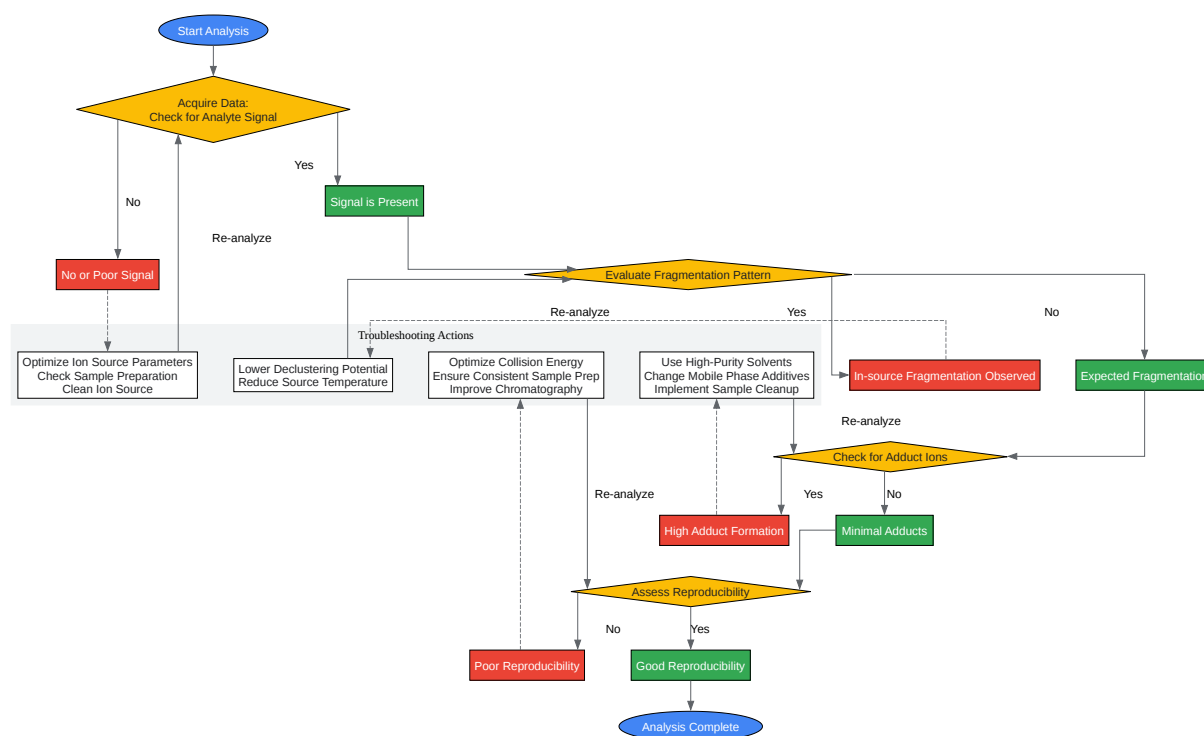 Start Analysis
Acquire Data:
Check for Analyte Signal
Yes
No
Signal is Present
Re-analyze
No or Poor Signal
Evaluate Fragmentation Pattern
Re-analyze
Yes
No
Troubleshooting Actions
Optimize Ion Source Parameters
Check Sample Preparation
Clean Ion Source
Lower Declustering Potential
Reduce Source Temperature
Optimize Collision Energy
Ensure Consistent Sample Prep
Improve Chromatography
Use High-Purity Solvents
Change Mobile Phase Additives
Implement Sample Cleanup
In-source Fragmentation Observed
Expected Fragmentation
Re-analyze
Check for Adduct Ions
Re-analyze
Yes
No
High Adduct Formation
Minimal Adducts
Assess Reproducibility
No
Yes
Poor Reproducibility
Good Reproducibility
Analysis Complete